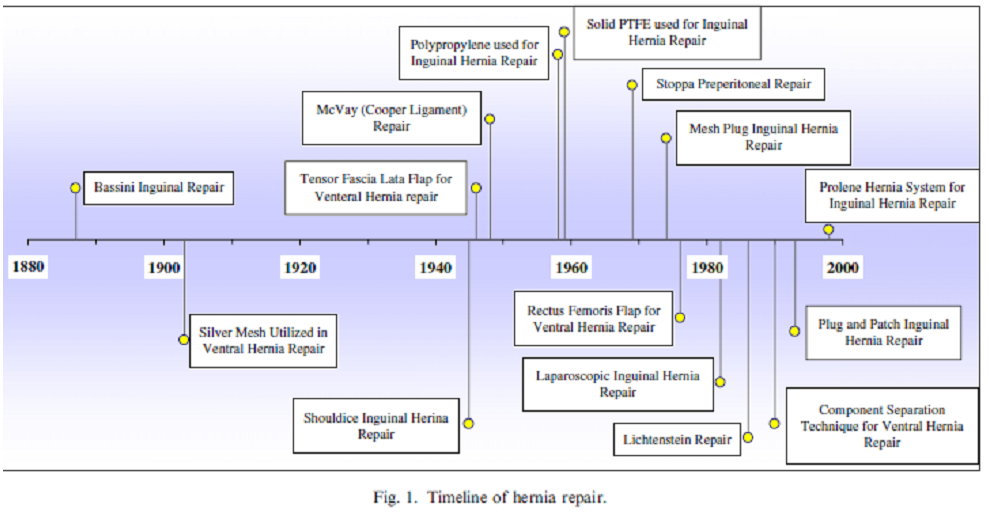 Solid PTFE used for Inguinal
Hernia Repair
Polypropylene used for
Inguinal Hernia Repair
Stoppa Preperitoneal Repair
McVay (Cooper Ligament)
Repair
Mesh Plug Inguinal Hernia
Repair
Bassini Inguinal Repair
Tensor Fascia Lata Flap for
Venteral Hernia repair
Prolene Hernia System for
Inguinal Hernia Repair
1880
1900
1920
1940
1960
1980
2000
Silver Mesh Utilized in
Ventral Hernia Repair
Rectus Femoris Flap for
Ventral Hernia Repair
Plug and Patch Inguinal
Hernia Repair
Laparoscopic Inguinal Hernia
Repair
Shouldice Inguinal Herina
Repair
Lichtenstein Repair
Component Separation
Technique for Ventral Hernia
Repair
Fig. 1. Timeline of hernia repair.